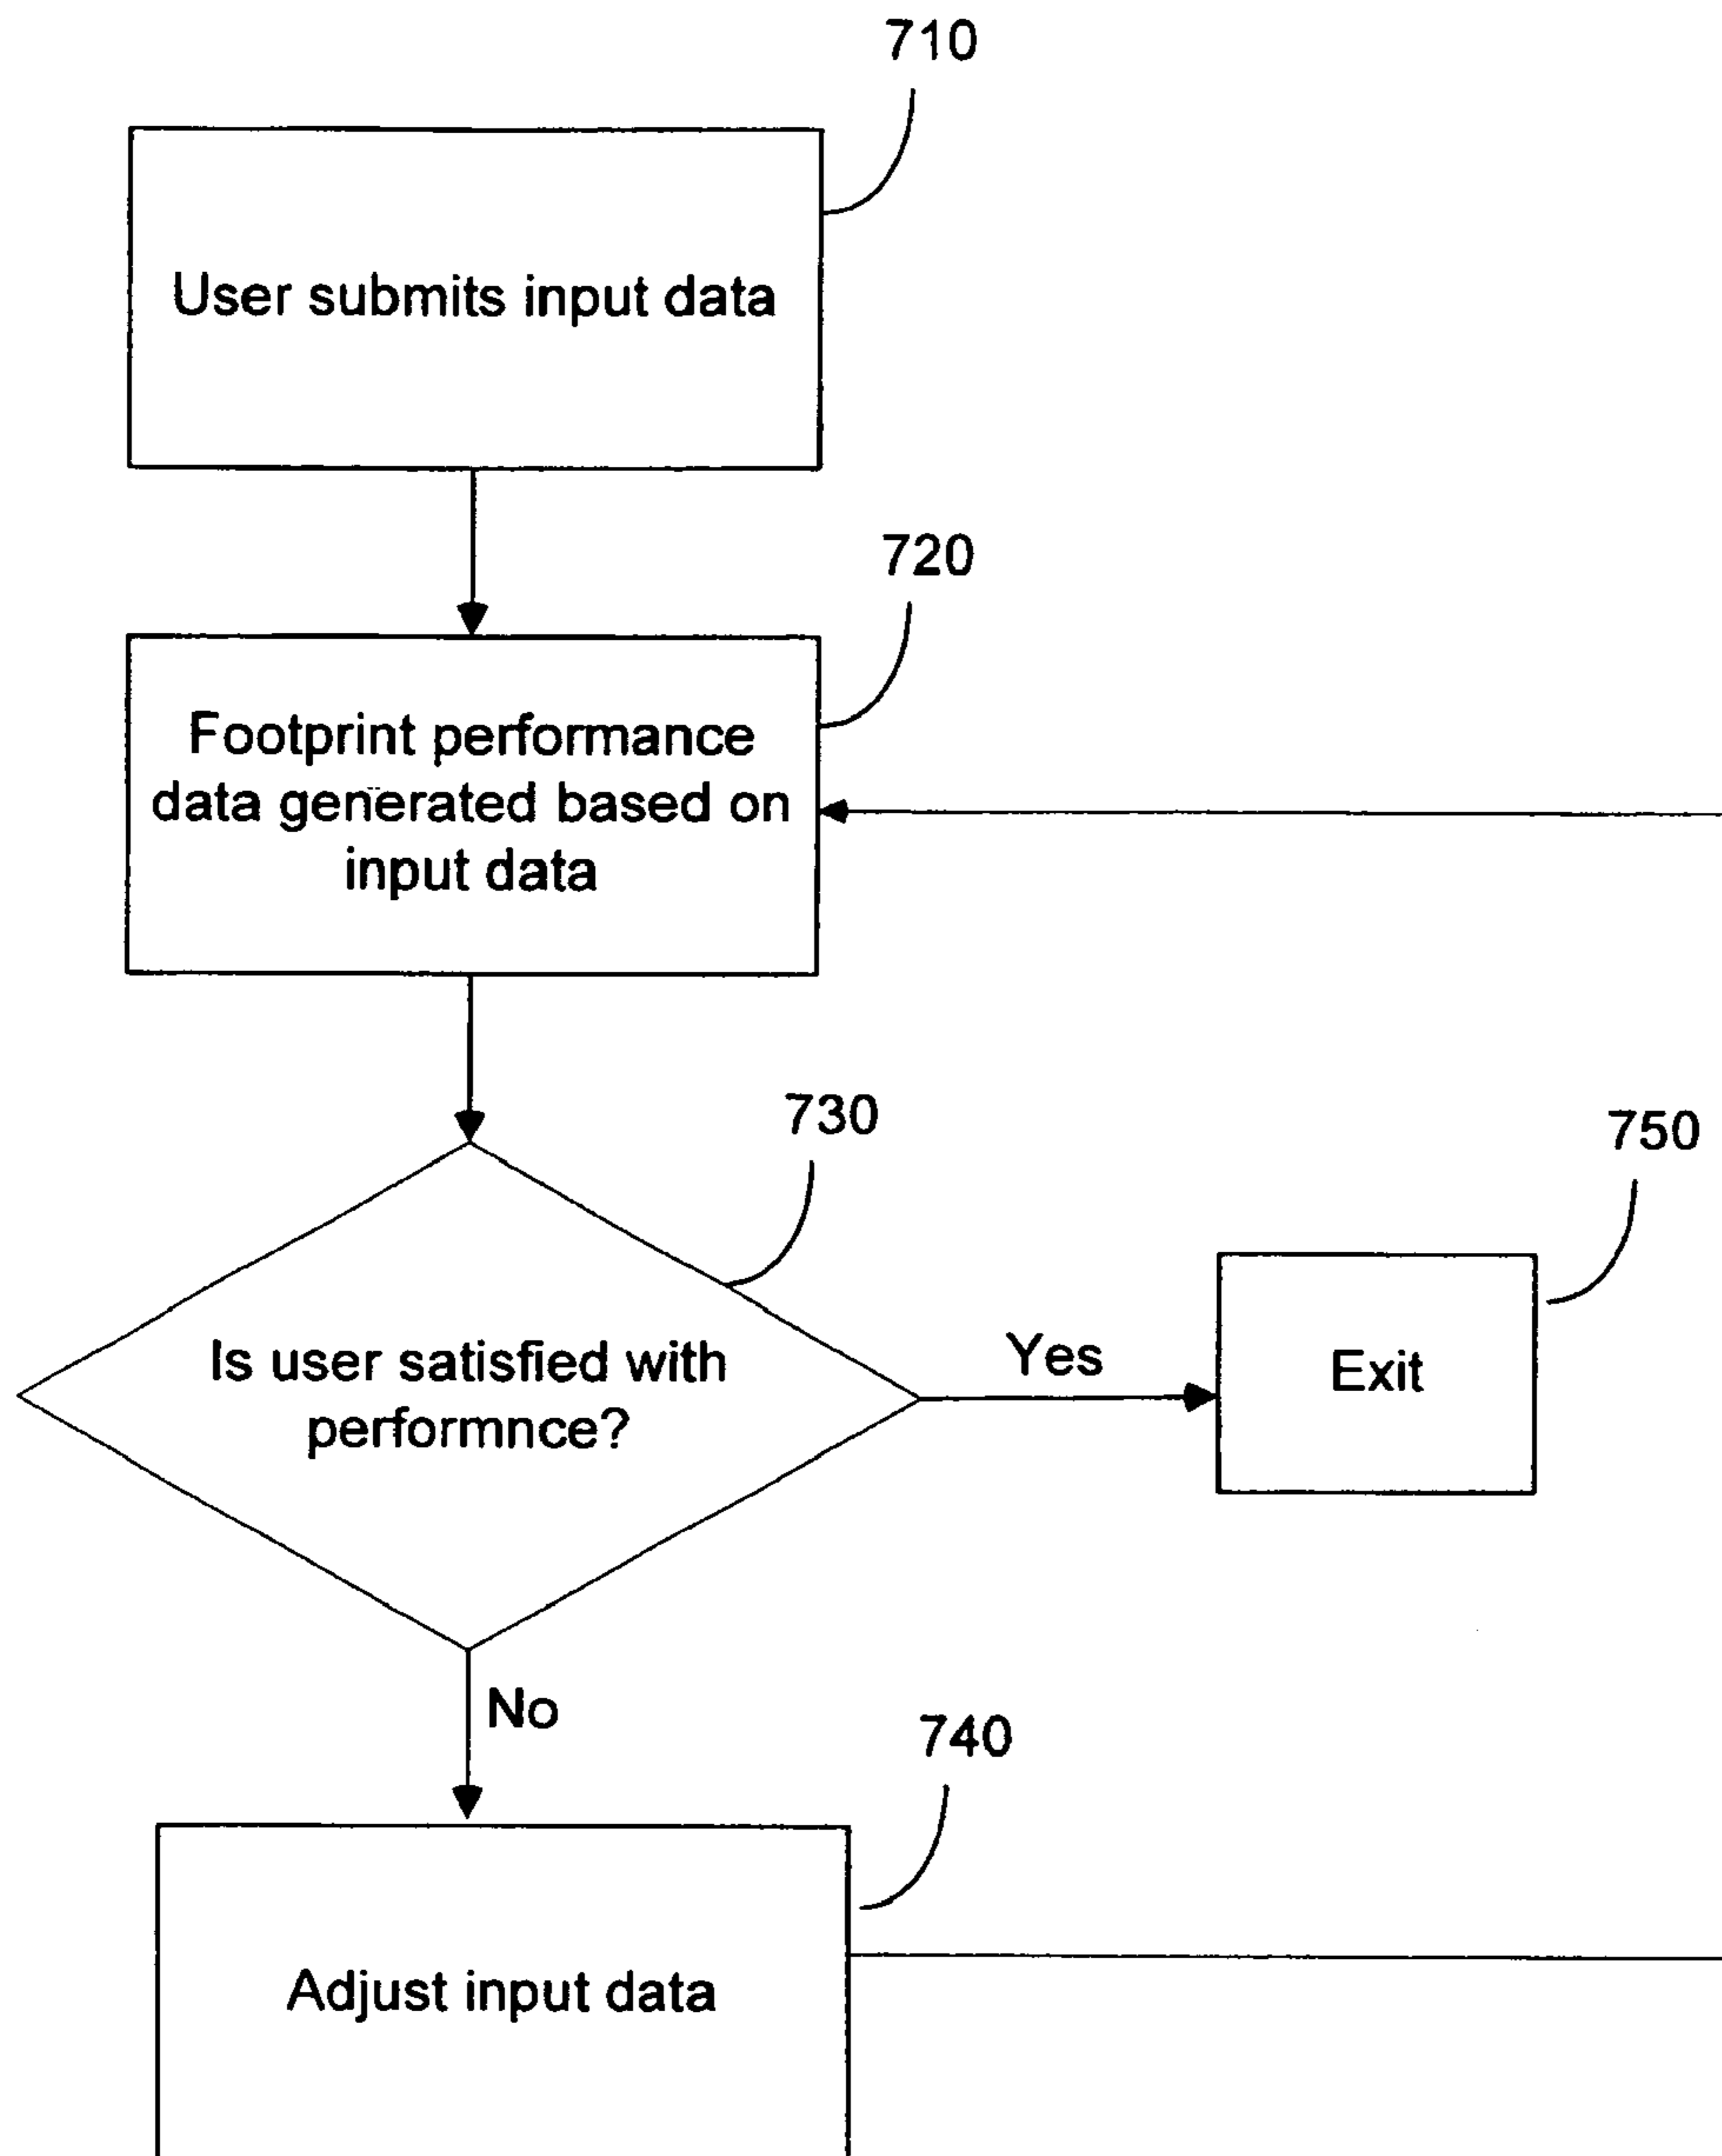 710
User submits input data
720
Footprint performance
data generated based on
input data
730
750
Is user satisfied with
performnce?
Yes
Exit
No
740
Adjust input data